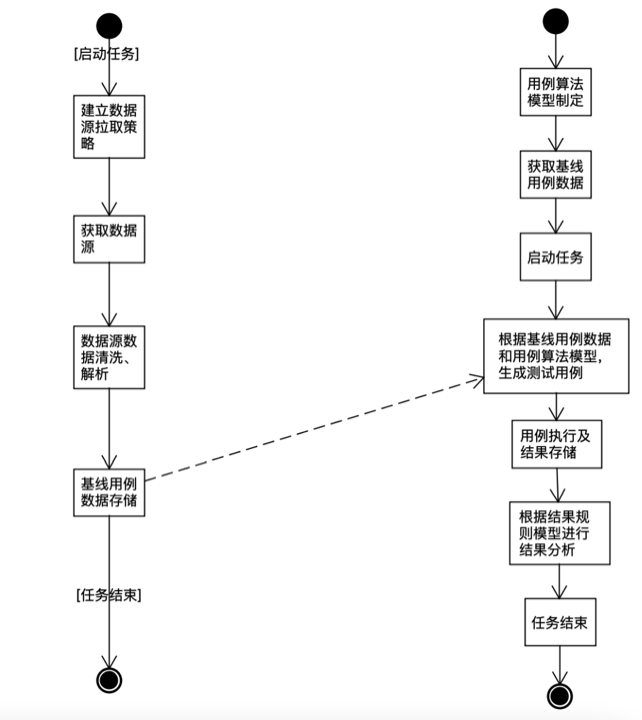 [启动任务]
建立数据
源拉取策
略
获取数据
源
数据源数
据清洗、
解析
基线用例
数据存储
[任务结束]
用例算法
模型制定
获取基线
用例数据
启动任务
根据基线用例数据
和用例算法模型，
生成测试用例
用例执行及
结果存储
根据结果规
则模型进行
结果分析
任务结束